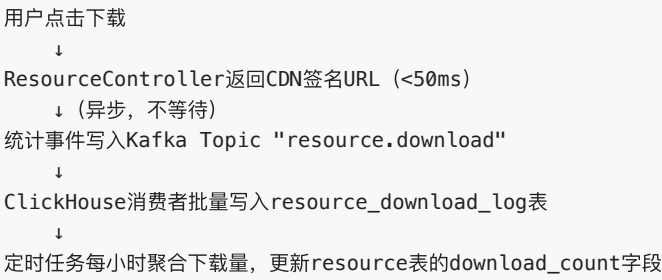 用户点击下载
↓
ResourceController返回CDN签名URL（<50ms）
↓（异步，不等待）
统计事件写入Kafka Topic "resource.download"
↓
ClickHouse消费者批量写入resource_download_log表
↓
定时任务每小时聚合下载量，更新resource表的download_count字段